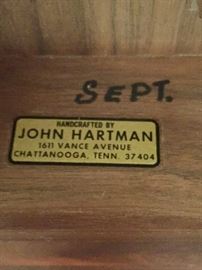 SEPT.
HANDCRAFTED BY
JOHN HARTMAN
1611 VANCE AVENUE
CHATTANOOGA, TENN. 37404